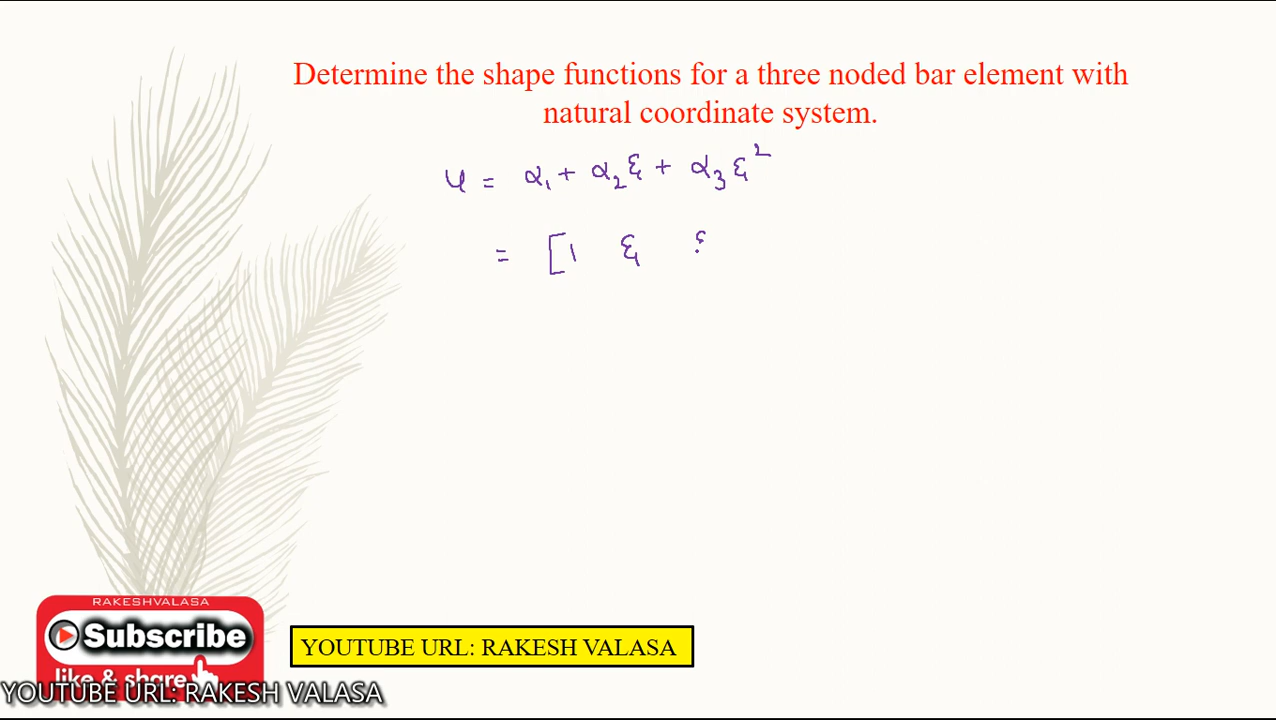 Determine the shape functions for a three noded bar element with
natural coordinate system.
u = α₁ + α₂ξ + α₃ξ²
= [1 ξ
RAKESHVALASA
Subscribe
like & share
YOUTUBE URL: RAKESH VALASA
YOUTUBE URL: RAKESH VALASA